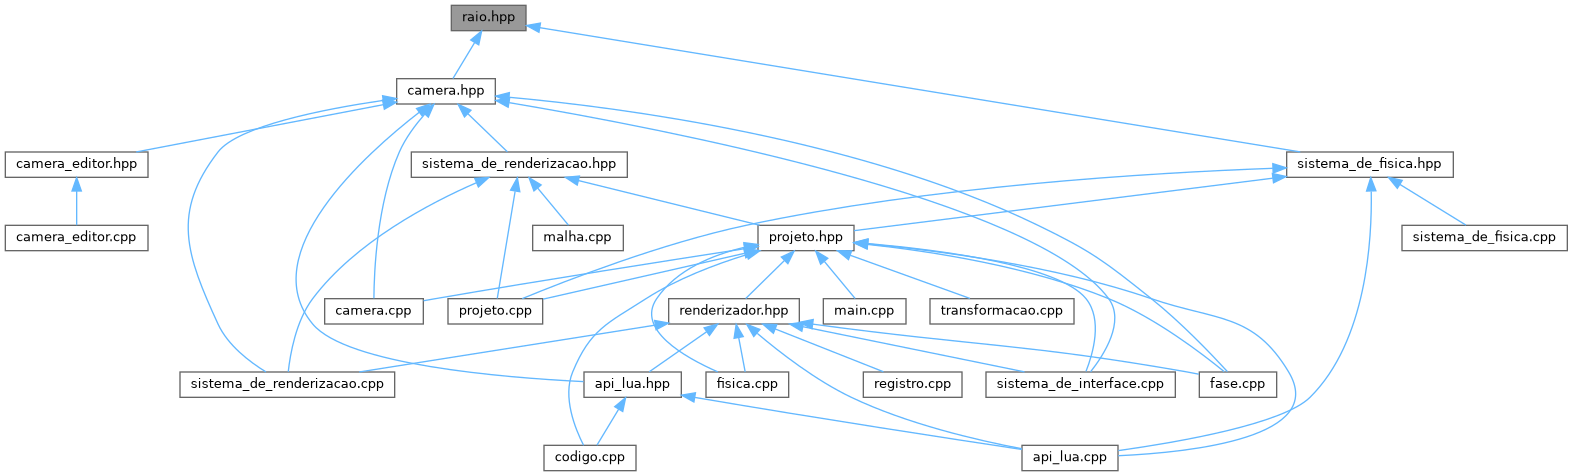 raio.hpp
camera.hpp
camera_editor.hpp
sistema_de_renderizacao.hpp
sistema_de_fisica.hpp
camera_editor.cpp
malha.cpp
projeto.hpp
sistema_de_fisica.cpp
camera.cpp
projeto.cpp
renderizador.hpp
main.cpp
transformacao.cpp
sistema_de_renderizacao.cpp
api_lua.hpp
fisica.cpp
registro.cpp
sistema_de_interface.cpp
fase.cpp
codigo.cpp
api_lua.cpp